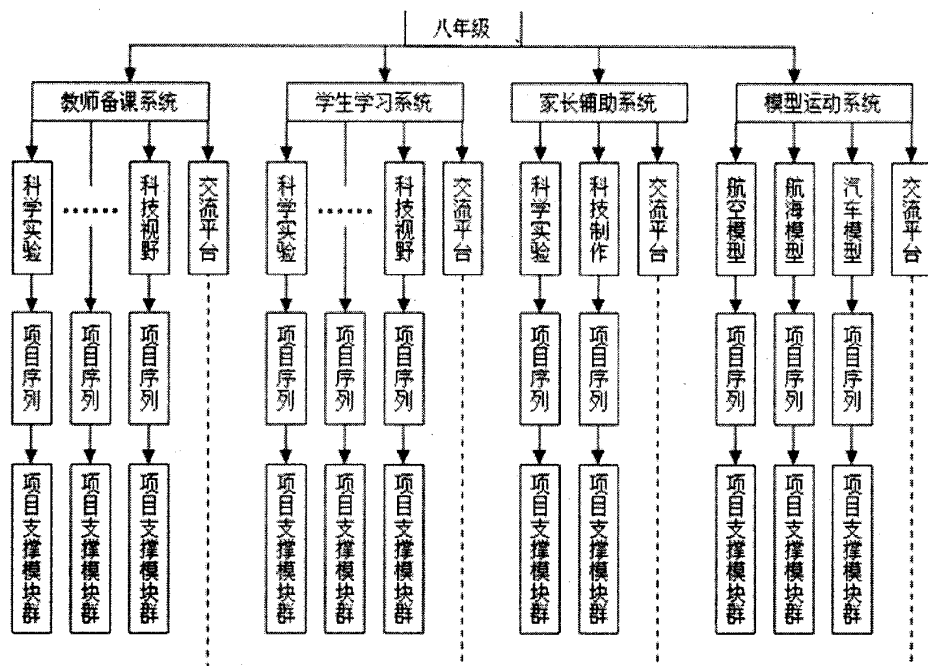 八年级
教师备课系统
学生学习系统
家长辅助系统
模型运动系统
科学实验
……
科技视野
交流平台
科学实验
……
科技视野
交流平台
科学实验
科技制作
交流平台
航空模型
航海模型
汽车模型
交流平台
项目序列
项目序列
项目序列
项目序列
项目序列
项目序列
项目序列
项目序列
项目序列
项目序列
项目序列
项目支撑模块群
项目支撑模块群
项目支撑模块群
项目支撑模块群
项目支撑模块群
项目支撑模块群
项目支撑模块群
项目支撑模块群
项目支撑模块群
项目支撑模块群
项目支撑模块群